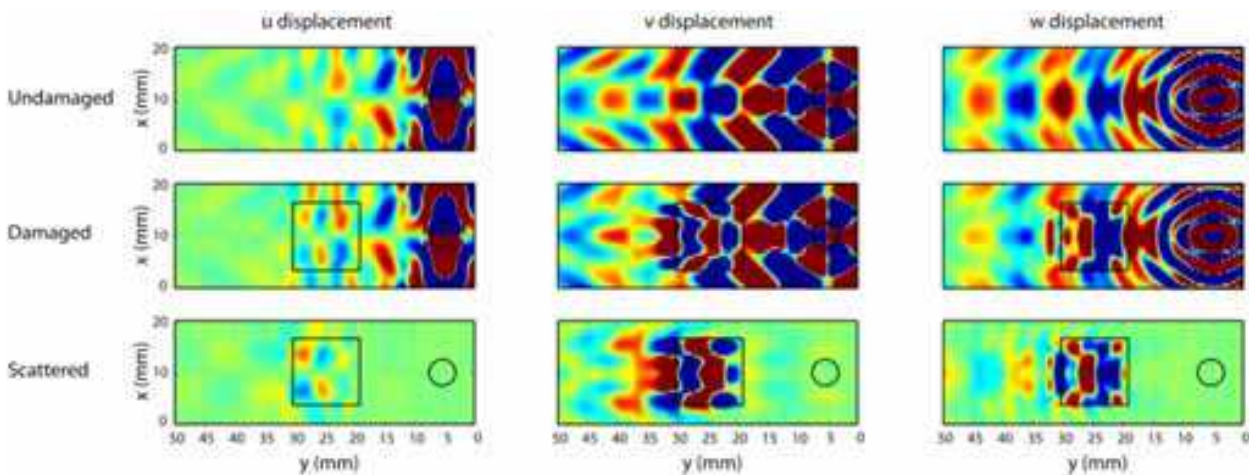 u displacement v displacement w displacement
Undamaged x (mm) 20 10 0
Damaged x (mm) 20 10 0
Scattered x (mm) 20 10 0
50 45 40 35 30 25 20 15 10 5 0 50 45 40 35 30 25 20 15 10 5 0 50 45 40 35 30 25 20 15 10 5 0
y (mm) y (mm) y (mm)